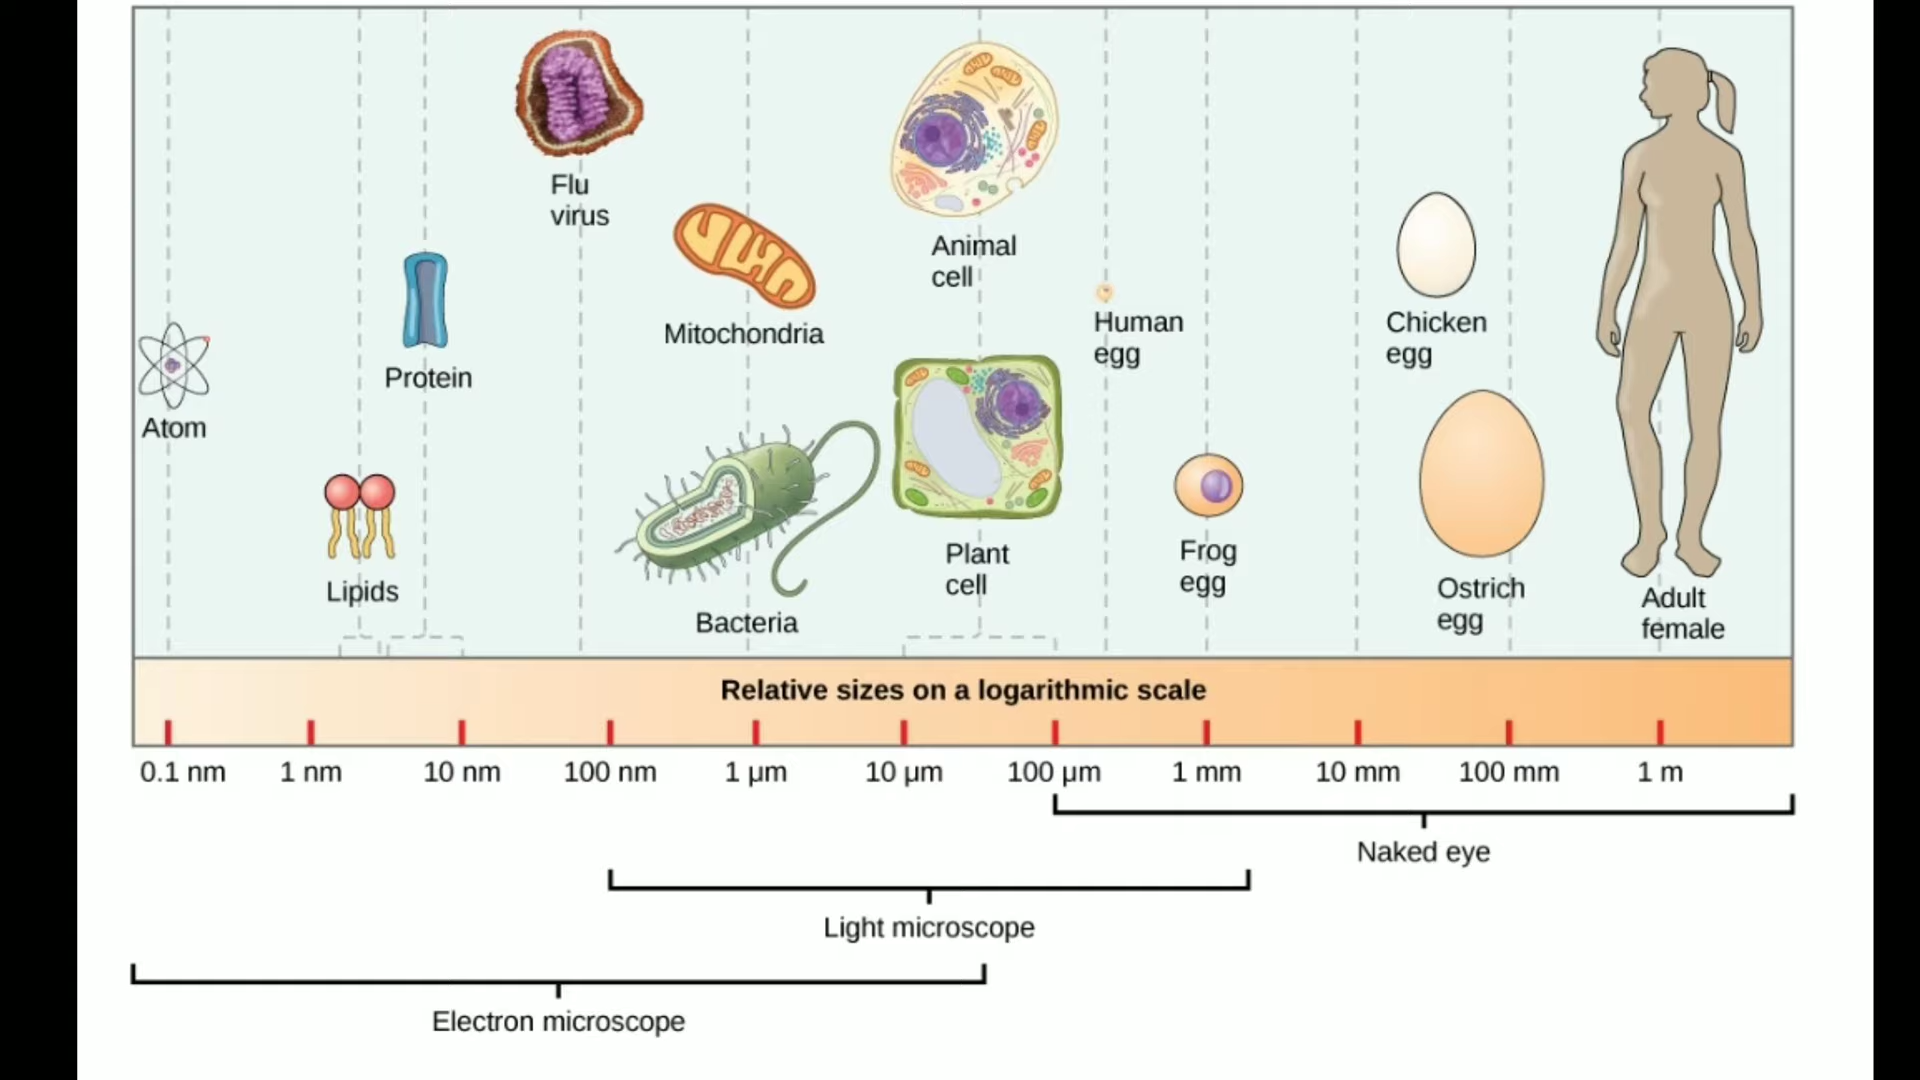 Flu
virus
Animal
cell
Mitochondria
Human
egg
Chicken
egg
Protein
Atom
Lipids
Bacteria
Plant
cell
Frog
egg
Ostrich
egg
Adult
female
Relative sizes on a logarithmic scale
0.1 nm 1 nm 10 nm 100 nm 1 µm 10 µm 100 µm 1 mm 10 mm 100 mm 1 m
Naked eye
Light microscope
Electron microscope